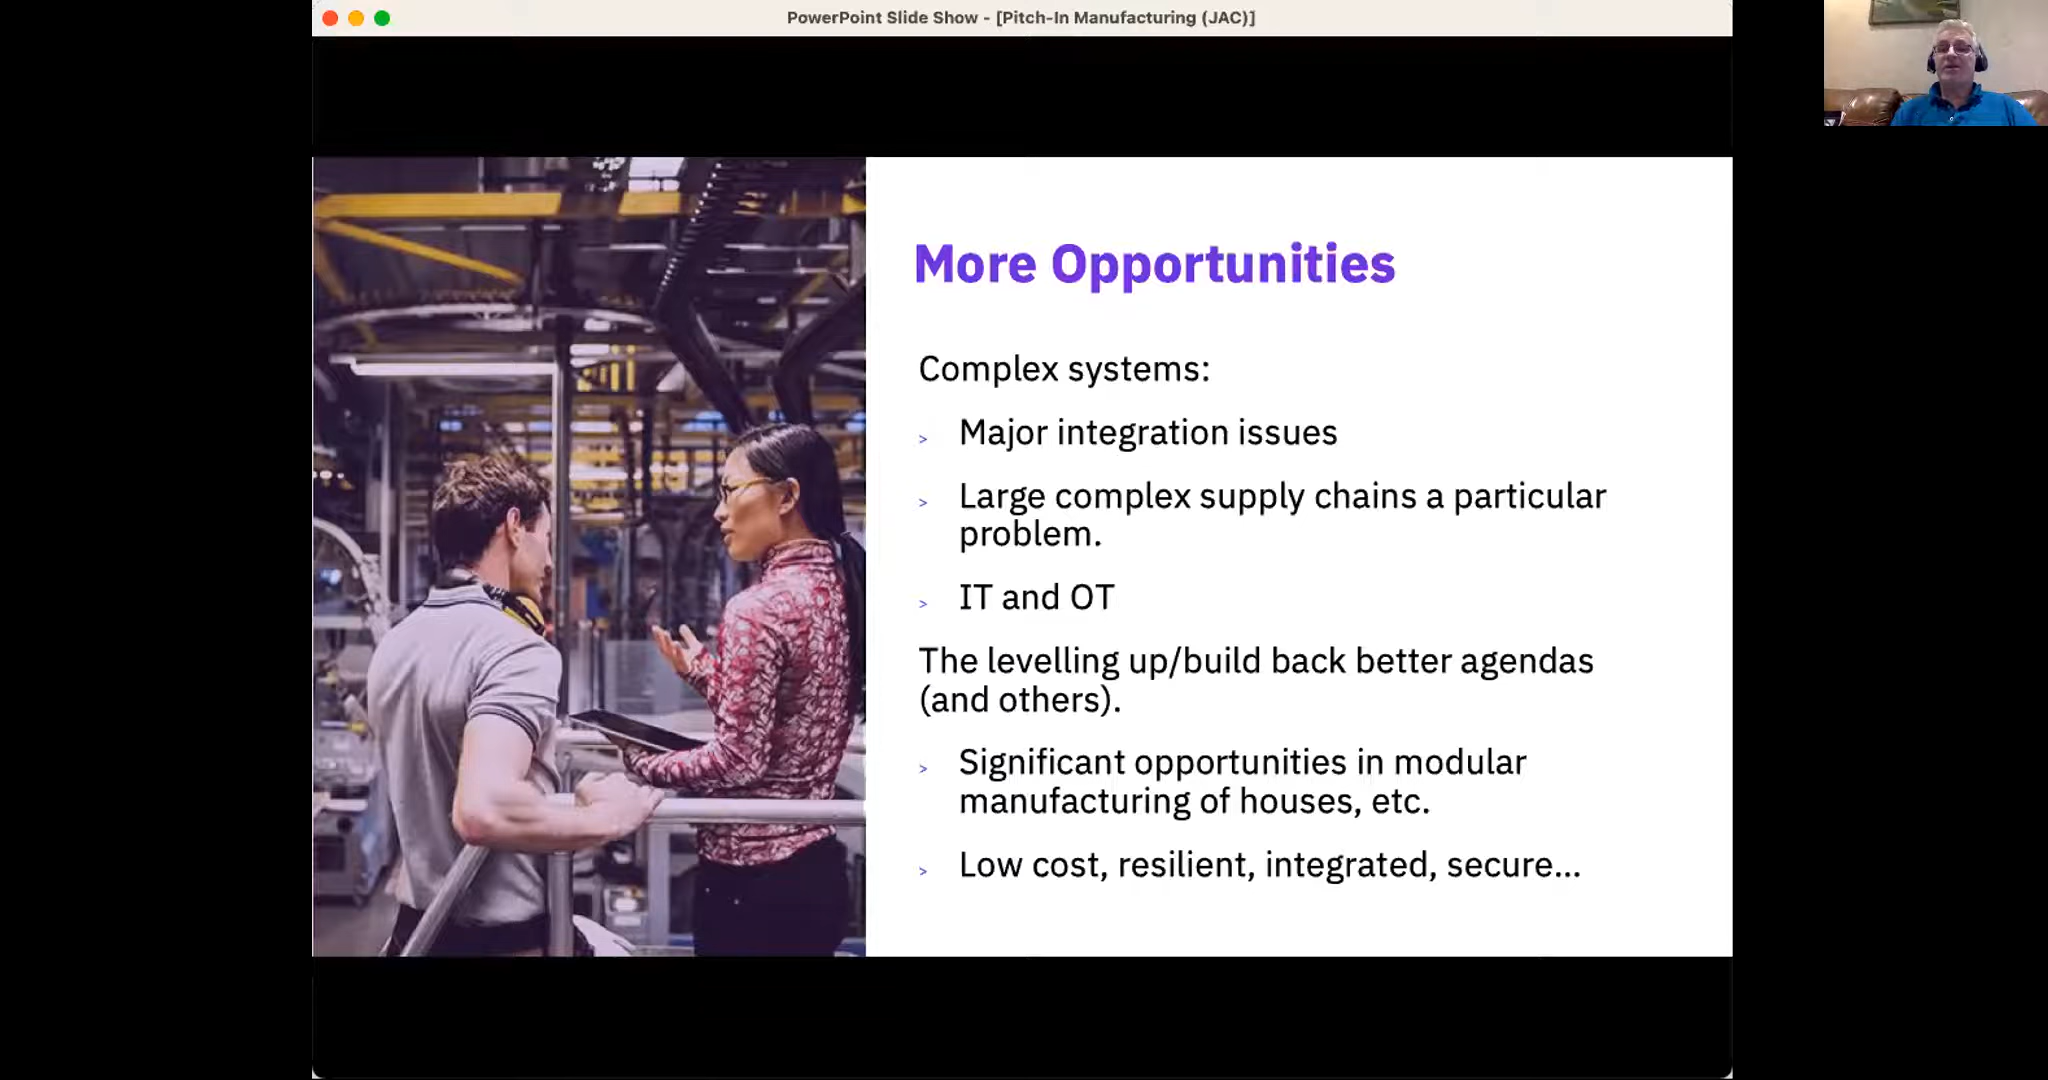 PowerPoint Slide Show - [Pitch-In Manufacturing (JAC)]
More Opportunities
Complex systems:
> Major integration issues
> Large complex supply chains a particular
problem.
> IT and OT
The levelling up/build back better agendas
(and others).
> Significant opportunities in modular
manufacturing of houses, etc.
> Low cost, resilient, integrated, secure...